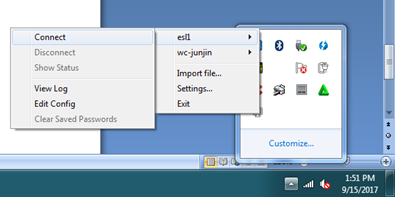 Connect
Disconnect
Show Status
View Log
Edit Config
Clear Saved Passwords
esl1
wc-junjin
Import file...
Settings...
Exit
Customize...
1:51 PM
9/15/2017